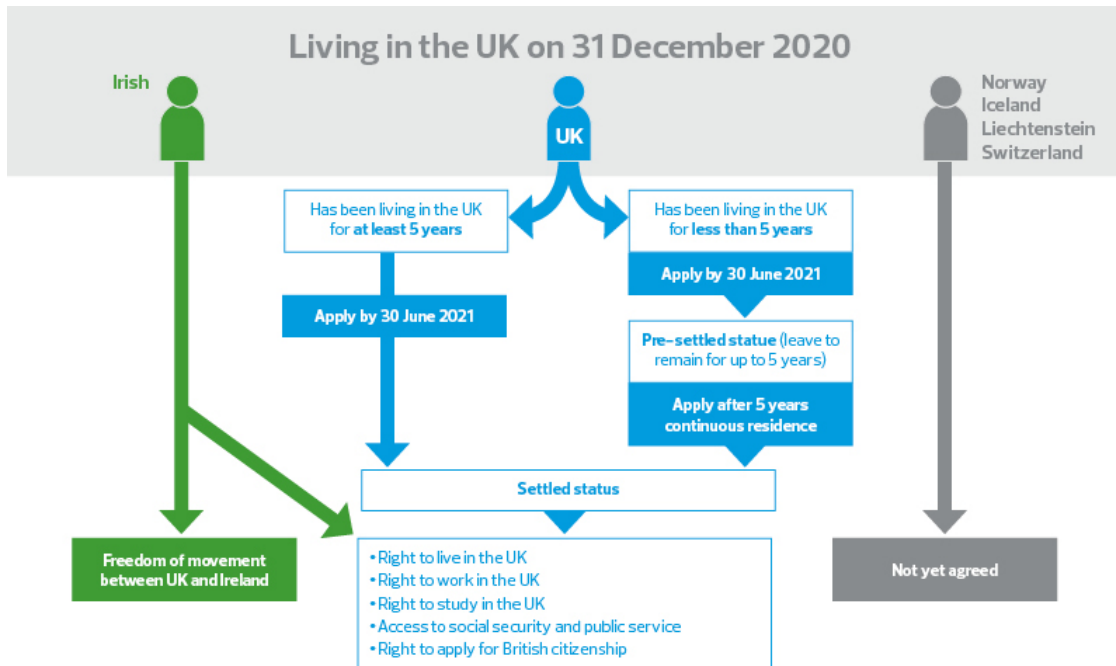 Living in the UK on 31 December 2020
Irish
UK
Norway
Iceland
Liechtenstein
Switzerland
Has been living in the UK
for at least 5 years
Has been living in the UK
for less than 5 years
Apply by 30 June 2021
Apply by 30 June 2021
Pre-settled statue (leave to
remain for up to 5 years)
Apply after 5 years
continuous residence
Settled status
Freedom of movement
between UK and Ireland
• Right to live in the UK
• Right to work in the UK
• Right to study in the UK
• Access to social security and public service
• Right to apply for British citizenship
Not yet agreed